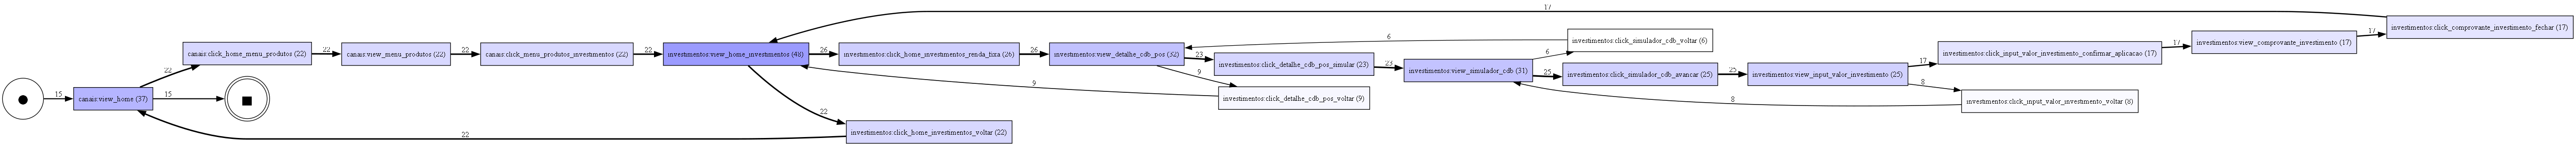 17
investimentos:click_comprovante_investimento_fechar (17)
canais:click_home_menu_produtos (22)
22
canais:view_menu_produtos (22)
22
canais:click_menu_produtos_investimentos (22)
22
investimentos:view_home_investimentos (48)
26
investimentos:click_home_investimentos_renda_fixa (26)
26
investimentos:view_detalhe_cdb_pos (32)
6
investimentos:click_simulador_cdb_voltar (6)
6
23
investimentos:click_detalhe_cdb_pos_simular (23)
23
investimentos:view_simulador_cdb (31)
25
investimentos:click_simulador_cdb_avancar (25)
25
investimentos:view_input_valor_investimento (25)
17
investimentos:click_input_valor_investimento_confirmar_aplicacao (17)
17
investimentos:view_comprovante_investimento (17)
17
15
canais:view_home (37)
22
15
9
investimentos:click_detalhe_cdb_pos_voltar (9)
9
8
investimentos:click_input_valor_investimento_voltar (8)
8
22
investimentos:click_home_investimentos_voltar (22)
22